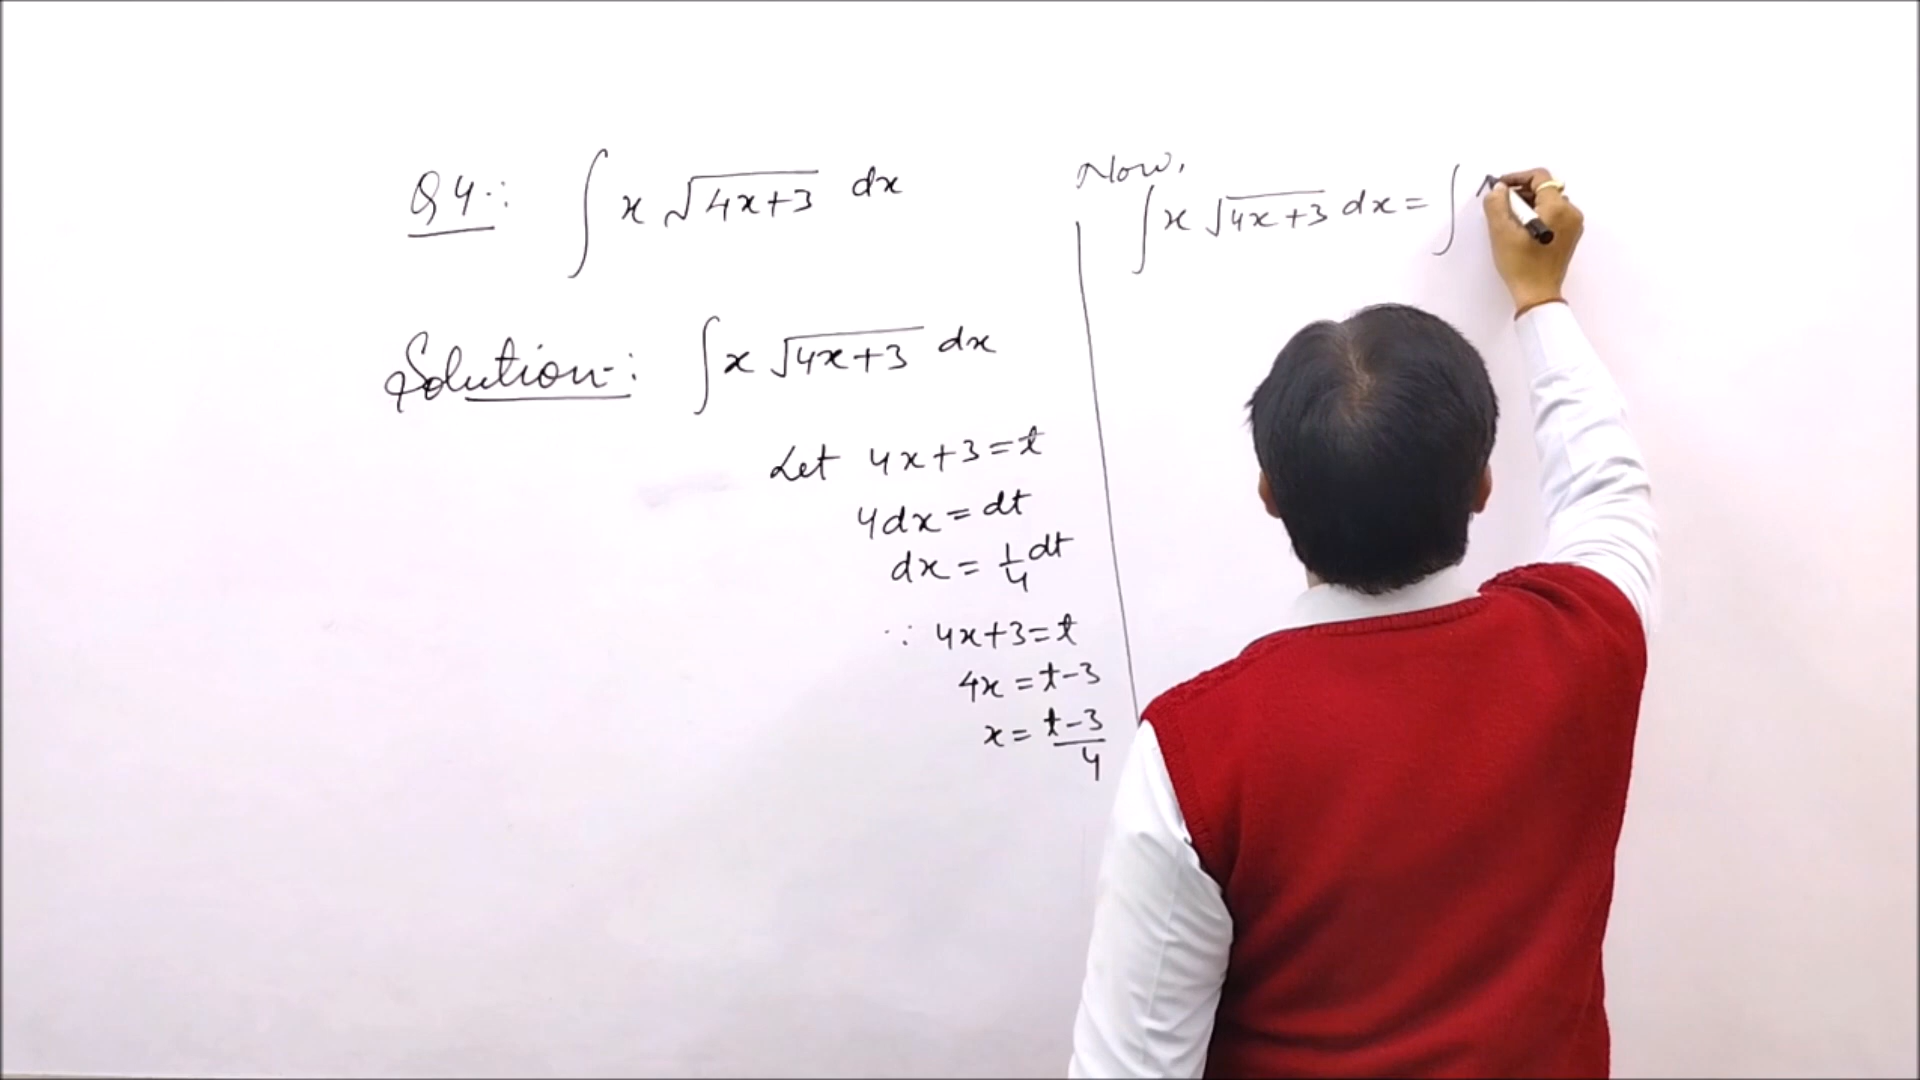 Q4.: ∫ x √4x+3 dx
Solution:- ∫ x √4x+3 dx
Let 4x+3=t
4dx = dt
dx = 1/4 dt
∵ 4x+3=t
4x = t-3
x = t-3/4
Now,
∫ x √4x+3 dx = ∫